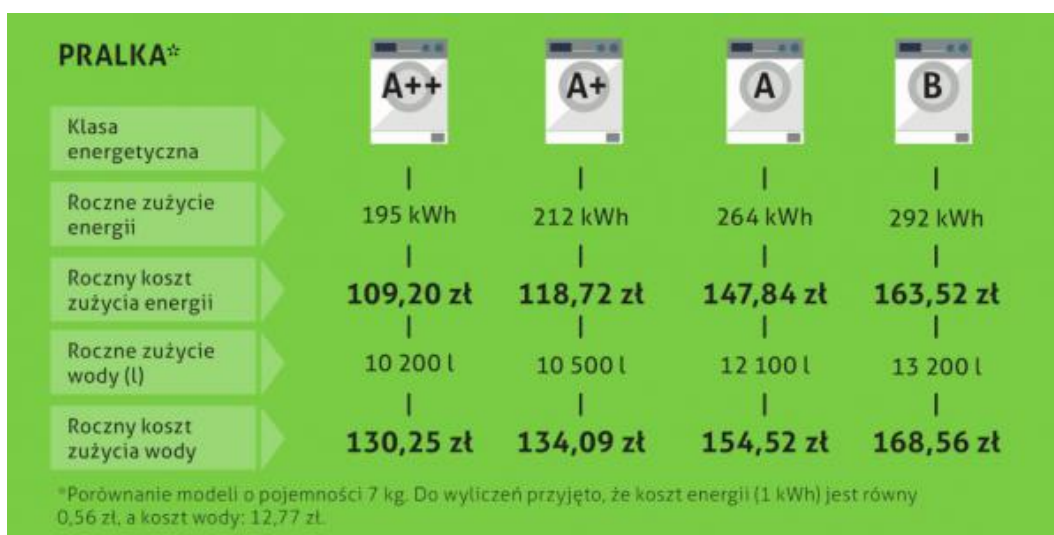 PRALKA*
A++ A+ A B
Klasa
energetyczna
Roczne zużycie
energii
195 kWh 212 kWh 264 kWh 292 kWh
Roczny koszt
zużycia energii
109,20 zł 118,72 zł 147,84 zł 163,52 zł
Roczne zużycie
wody (l)
10 200 l 10 500 l 12 100 l 13 200 l
Roczny koszt
zużycia wody
130,25 zł 134,09 zł 154,52 zł 168,56 zł
*Porównanie modeli o pojemności 7 kg. Do wyliczeń przyjęto, że koszt energii (1 kWh) jest równy
0,56 zł, a koszt wody: 12,77 zł.